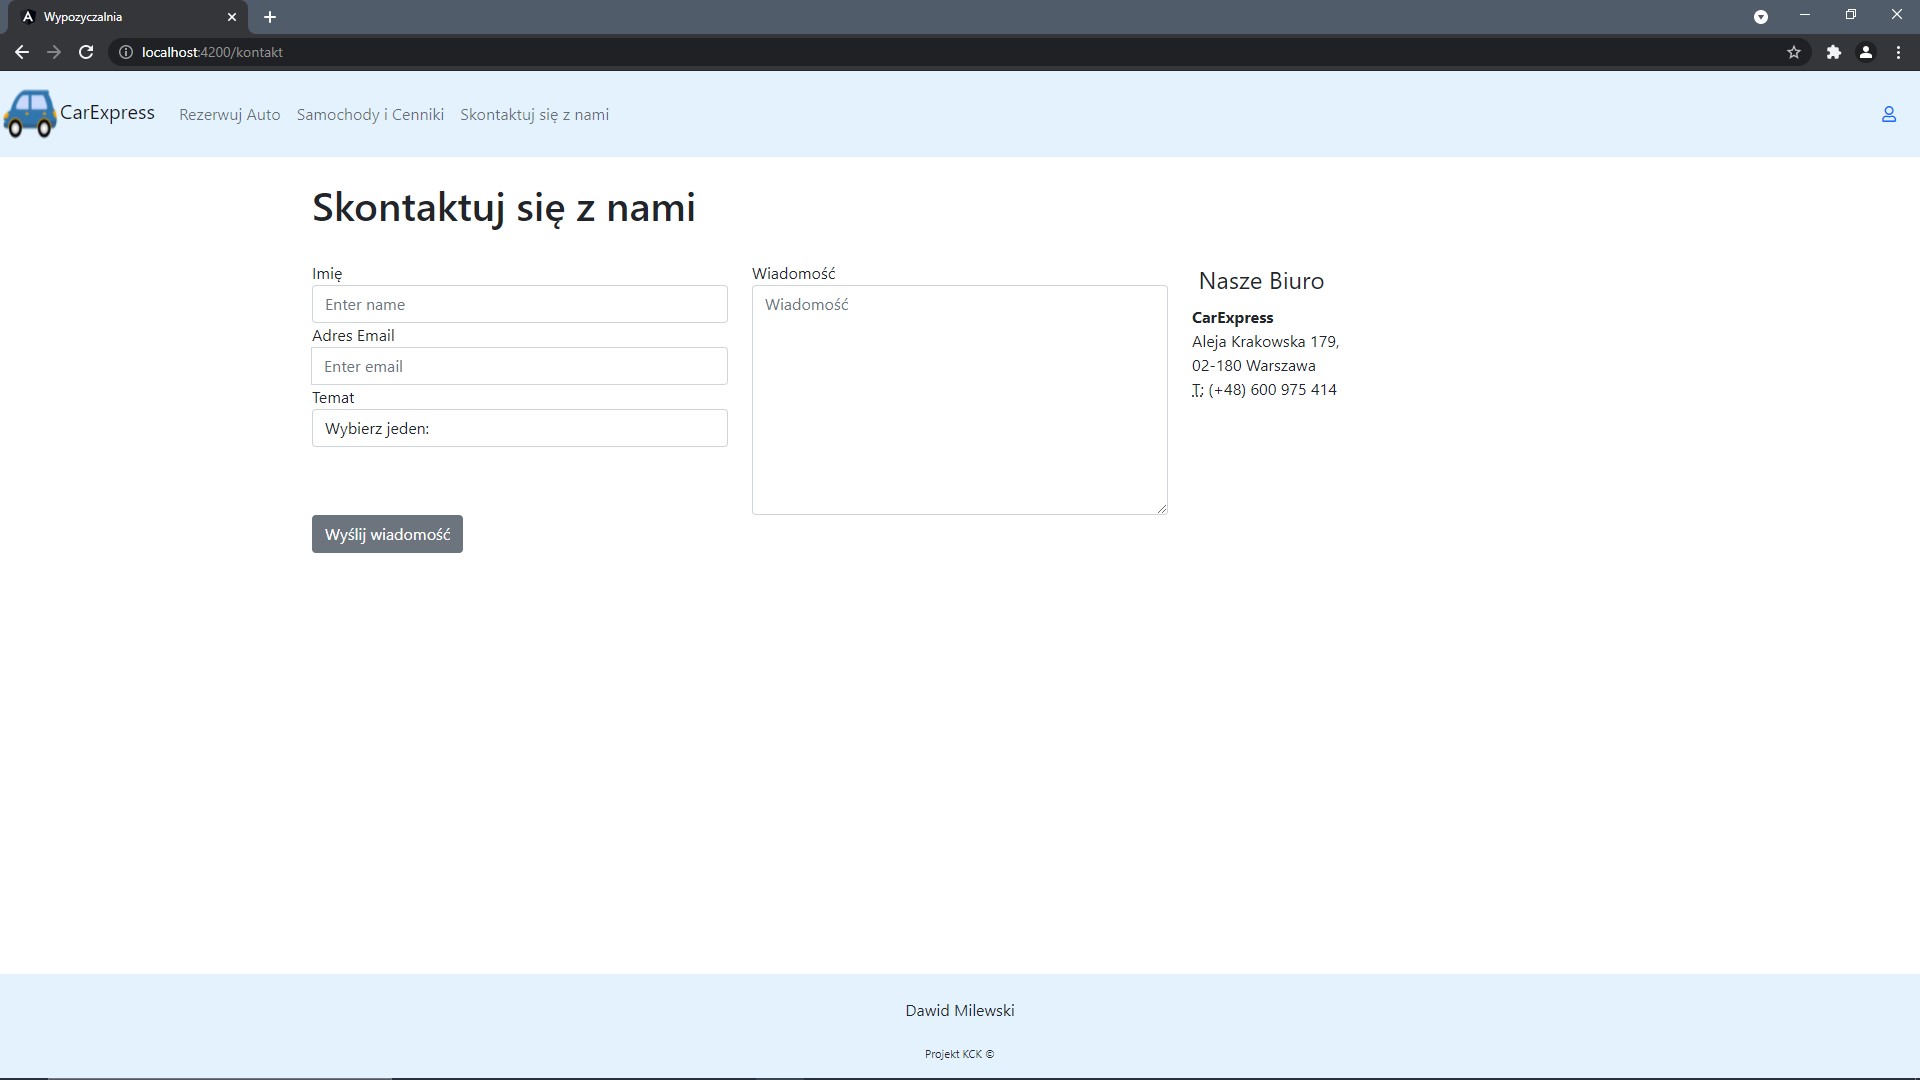 Wypozyczalnia
localhost:4200/kontakt
CarExpress
Rezerwuj Auto
Samochody i Cenniki
Skontaktuj się z nami
Skontaktuj się z nami
Imię
Enter name
Adres Email
Enter email
Temat
Wybierz jeden:
Wyślij wiadomość
Wiadomość
Wiadomość
Nasze Biuro
CarExpress
Aleja Krakowska 179,
02-180 Warszawa
T: (+48) 600 975 414
Dawid Milewski
Projekt KCK ©